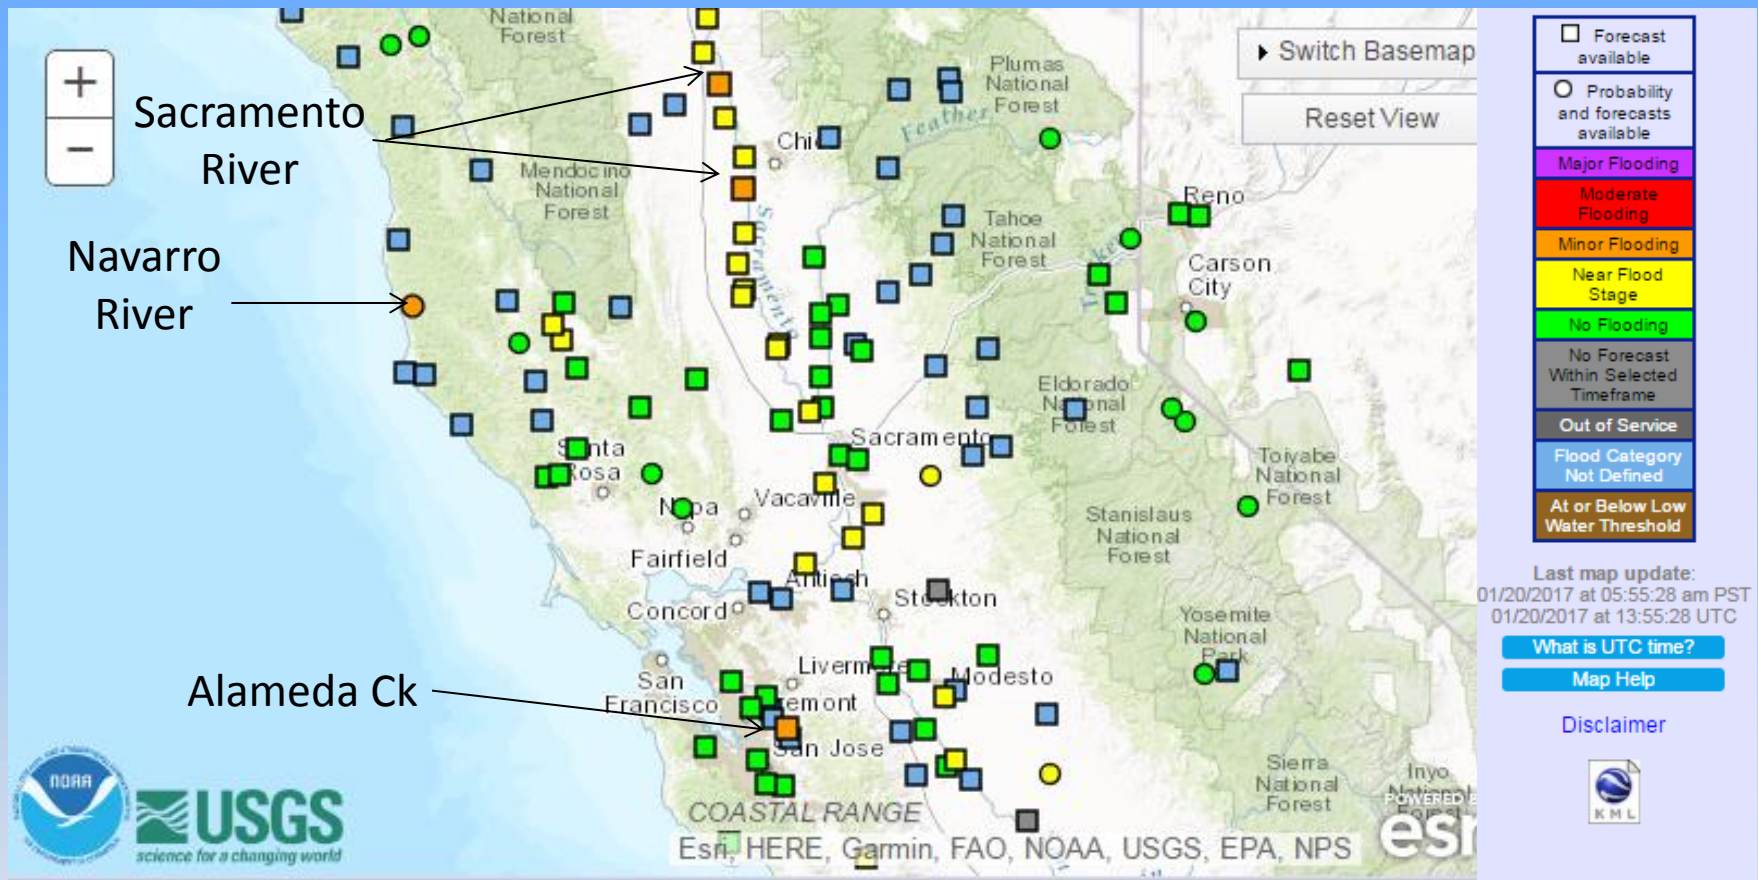 National
Forest
+
−
Sacramento
River
Mendocino
National
Forest
Navarro
River
Plumas
National
Forest
Feather
Switch Basemap
Reset View
Reno
Tahoe
National
Forest
Carson
City
Sacramento
Eldorado
National
Forest
Sacramento
Santa
Rosa
Toiyabe
National
Forest
Napa
Vacaville
Stanislaus
National
Forest
Fairfield
Antioch
Concord
Stockton
Yosemite
National
Park
Alameda Ck
San
Francisco
Livermore
Modesto
San Jose
Sierra
National
Forest
Inyo
National
Forest
NOAA
USGS
science for a changing world
COASTAL RANGE
POWERED
esri
Esri, HERE, Garmin, FAO, NOAA, USGS, EPA, NPS
Forecast
available
Probability
and forecasts
available
Major Flooding
Moderate
Flooding
Minor Flooding
Near Flood
Stage
No Flooding
No Forecast
Within Selected
Timeframe
Out of Service
Flood Category
Not Defined
At or Below Low
Water Threshold
Last map update:
01/20/2017 at 05:55:28 am PST
01/20/2017 at 13:55:28 UTC
What is UTC time?
Map Help
Disclaimer
KML